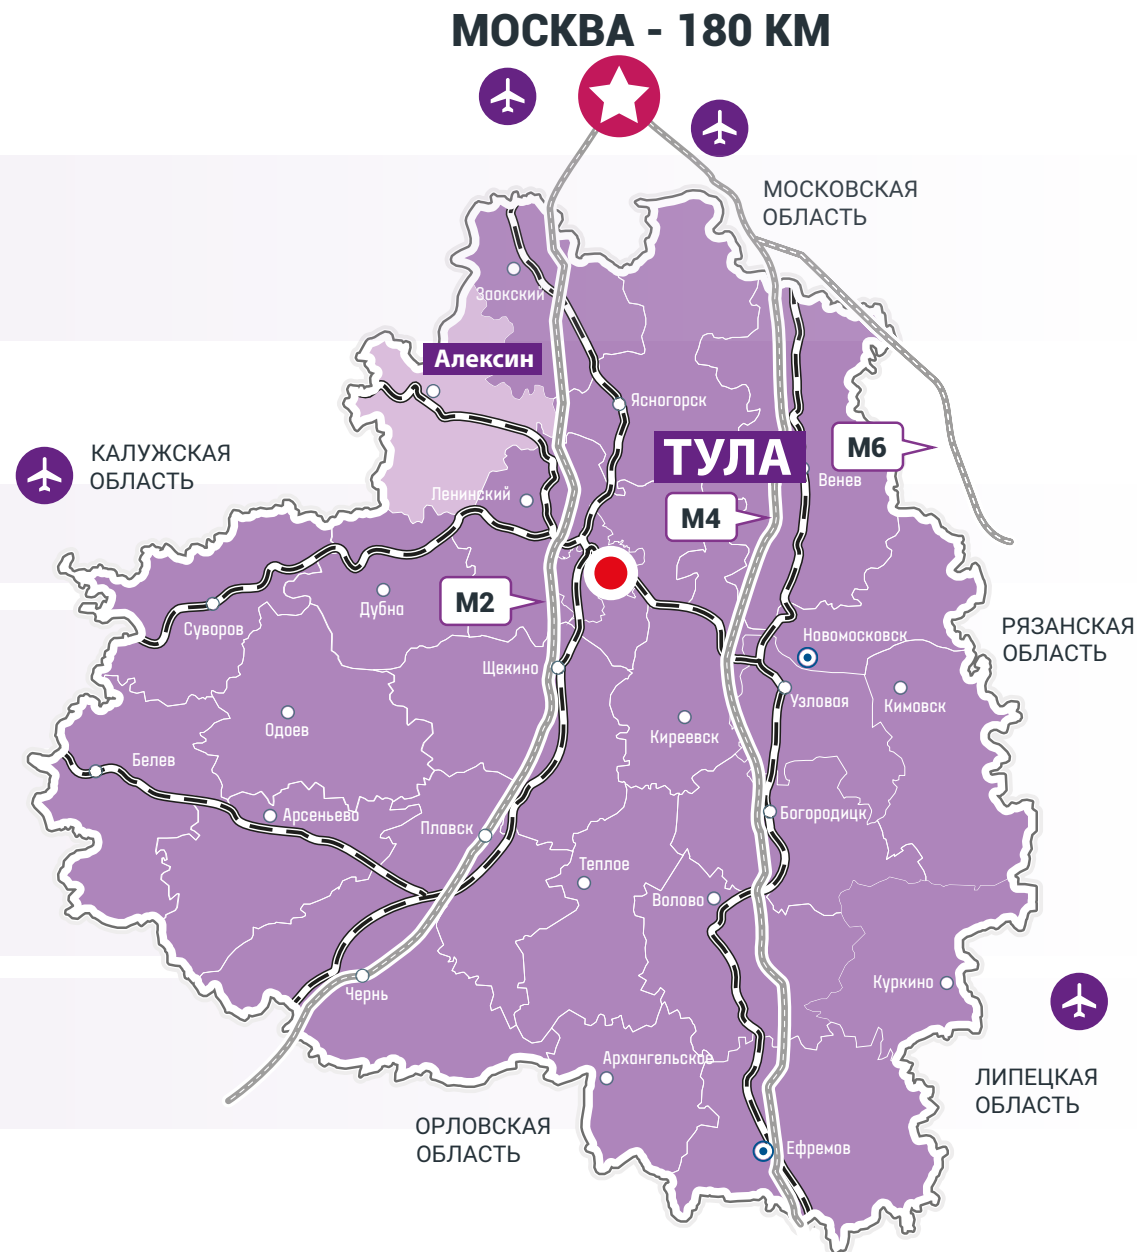 МОСКВА - 180 КМ
МОСКОВСКАЯ
ОБЛАСТЬ
Заокский
Алексин
Ясногорск
КАЛУЖСКАЯ
ОБЛАСТЬ
ТУЛА
М6
Венев
Ленинский
М4
М2
Дубна
Суворов
Новомосковск
РЯЗАНСКАЯ
ОБЛАСТЬ
Щекино
Узловая
Кимовск
Одоев
Киреевск
Белев
Арсеньево
Плавск
Богородицк
Теплое
Волово
Куркино
Чернь
Архангельское
ЛИПЕЦКАЯ
ОБЛАСТЬ
ОРЛОВСКАЯ
ОБЛАСТЬ
Ефремов